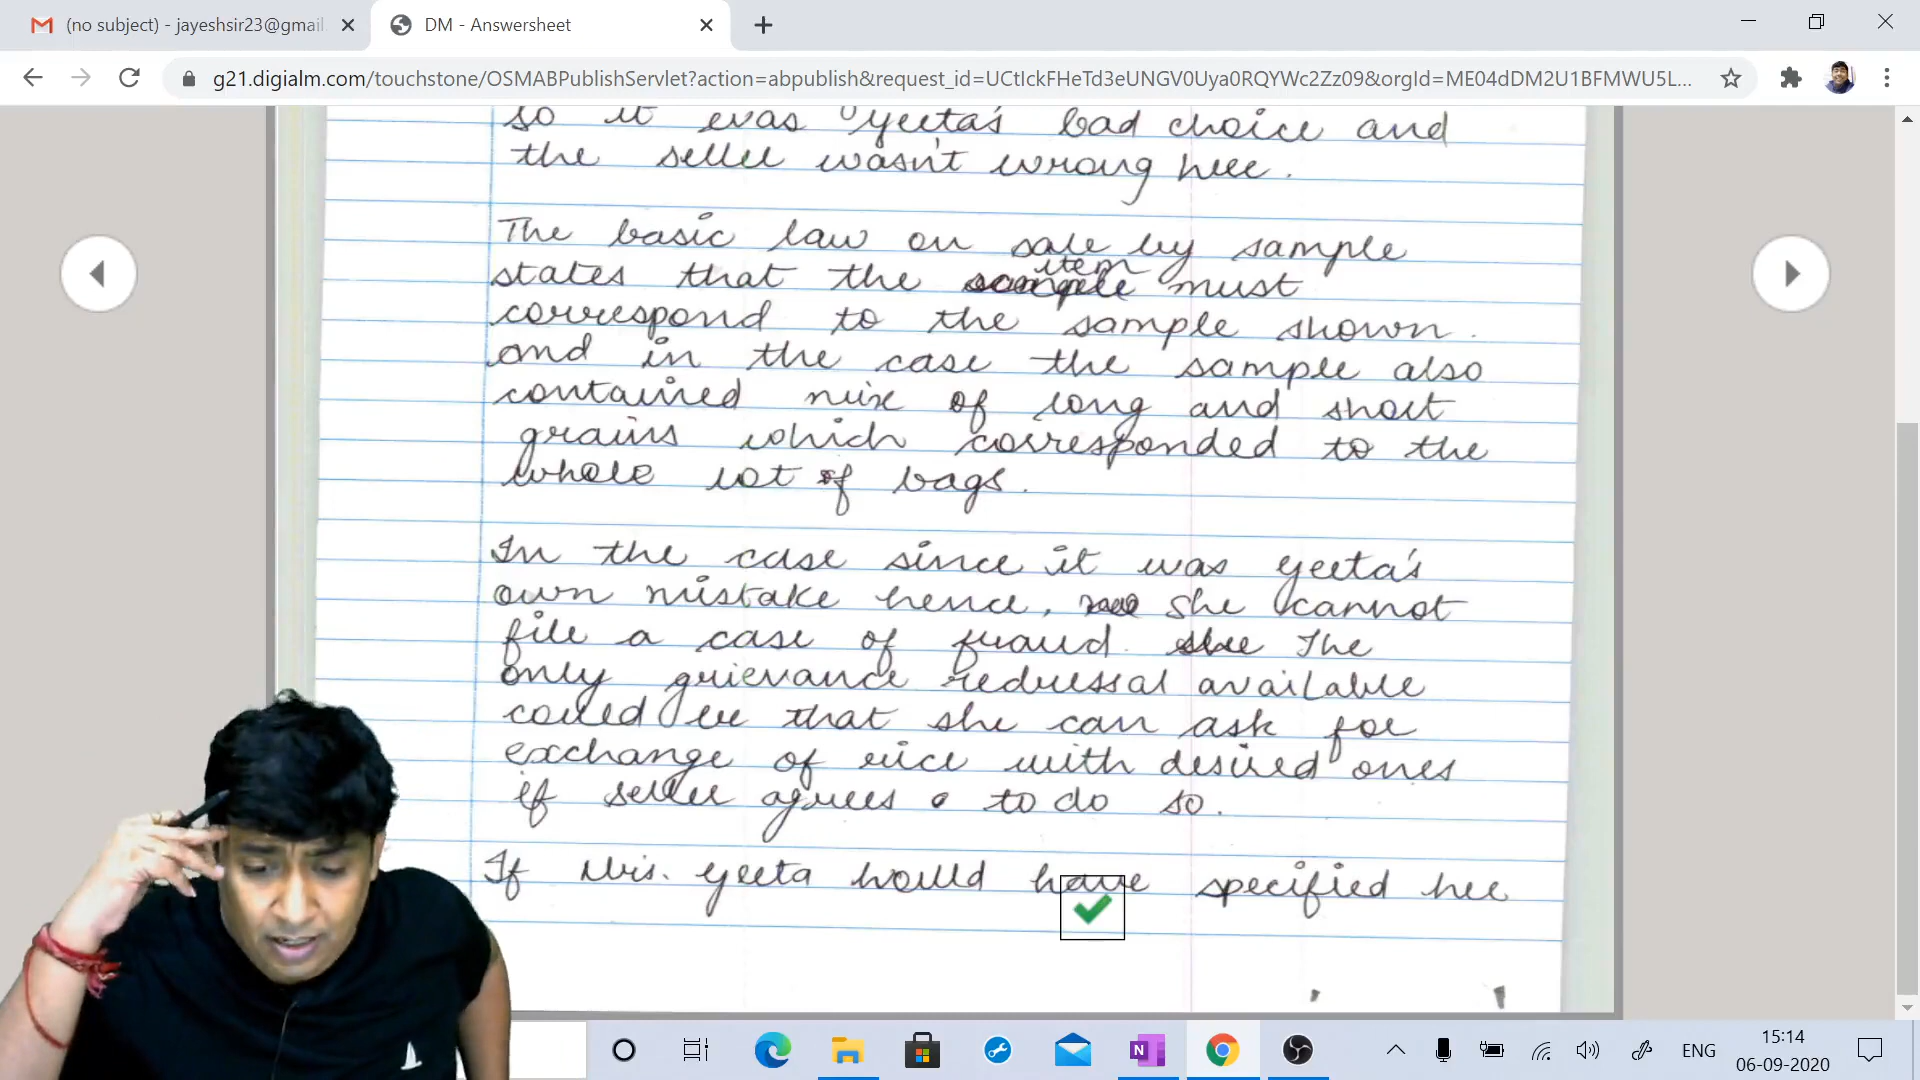 (no subject) - jayeshsir23@gmail.
DM - Answersheet
g21.digialm.com/touchstone/OSMABPublishServlet?action=abpublish&request_id=UCtIckFHeTd3eUNGV0Uya0RQYWc2Zz09&orgId=ME04dDM2U1BFMWU5L...
so it was Geeta's bad choice and
the seller wasn't wrong here.
The basic law on sale by sample
states that the item must
correspond to the sample shown.
and in the case the sample also
contained mix of long and short
grains which corresponded to the
whole lot of bags.
In the case since it was Geeta's
own mistake hence, she cannot
file a case of fraud. The
only grievance redressal available
could be that she can ask for
exchange of rice with desired ones
if seller agrees to do so.
If Mrs. Geeta would have specified her
ENG
15:14
06-09-2020